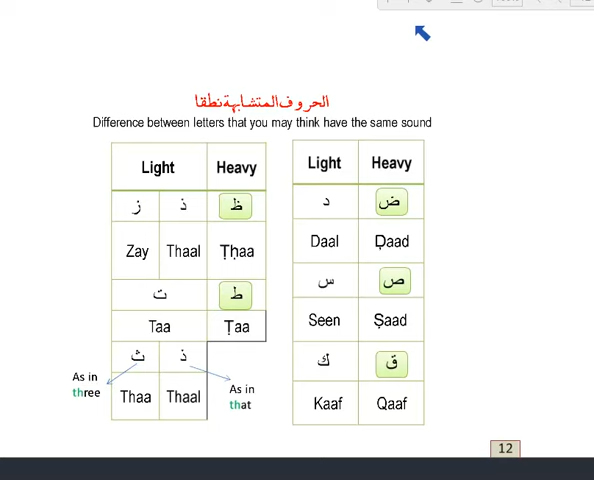 الحروف المتشابهة نطقا
Difference between letters that you may think have the same sound
Light Heavy
ز ذ ظ
Zay Thaal Ṭḥaa
ت ط
Taa Ṭaa
ث ذ
As in three
Thaa Thaal
As in that
Light Heavy
د ض
Daal Ḍaad
س ص
Seen Ṣaad
ك ق
Kaaf Qaaf
12